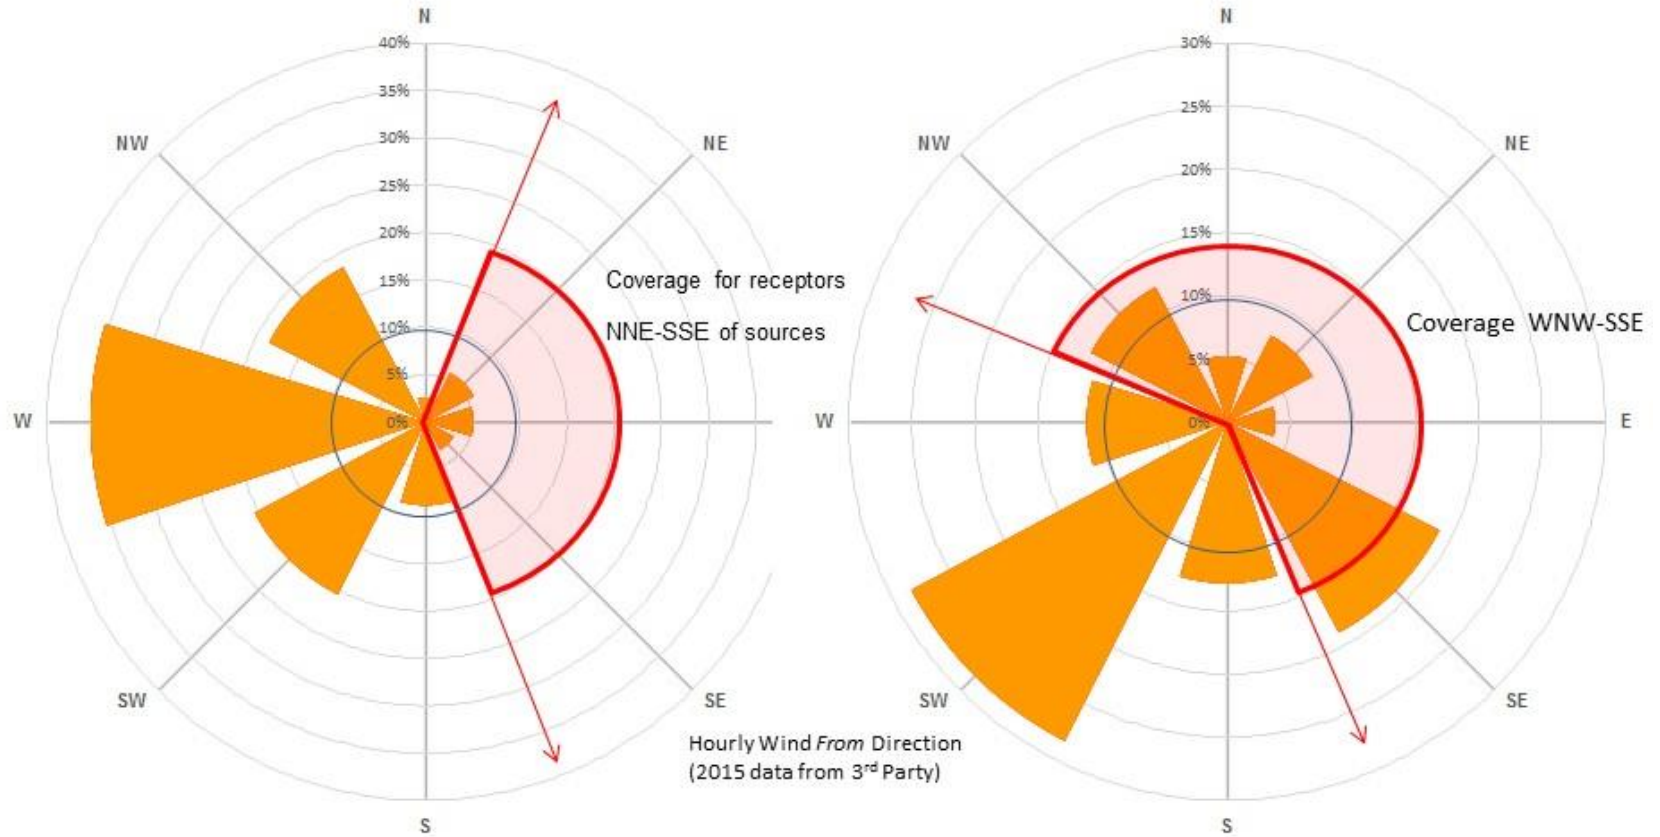 N
40%
35%
30%
25%
20%
15%
10%
5%
0%
NW
NE
W
SW
SE
S
Coverage for receptors
NNE-SSE of sources
N
30%
25%
20%
15%
10%
5%
0%
NW
NE
W
E
SW
SE
S
Coverage WNW-SSE
Hourly Wind From Direction
(2015 data from 3rd Party)